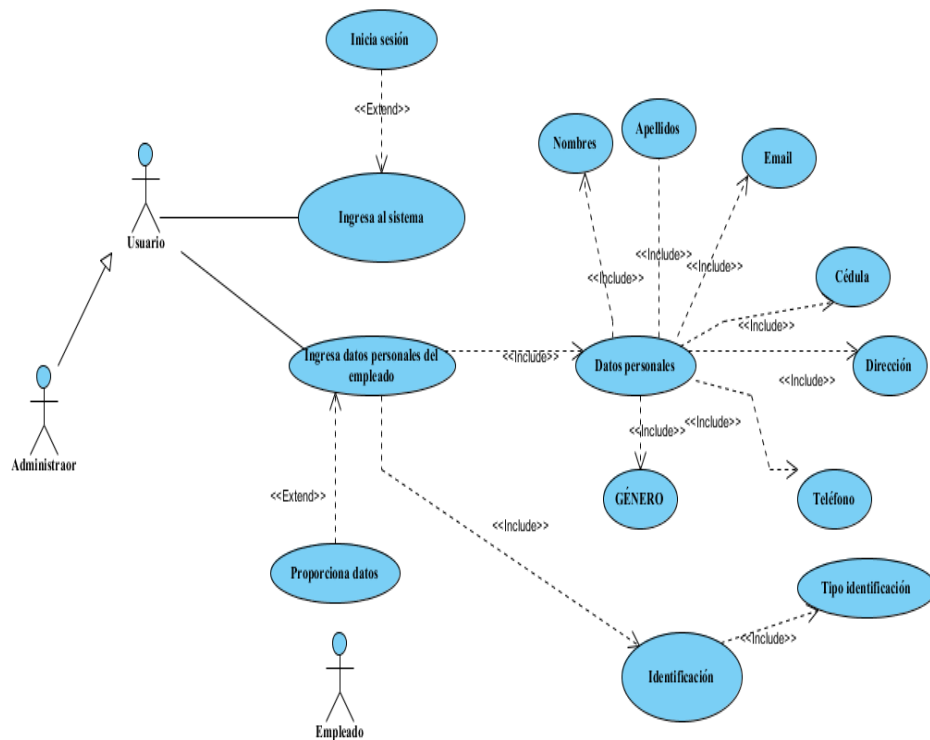 Inicia sesión
<<Extend>>
Nombres
Apellidos
Email
Usuario
Ingresa al sistema
<<Include>>
<<Include>>
<<Include>>
Cédula
<<Include>>
Ingresa datos personales del
empleado
<<Include>>
Datos personales
Dirección
<<Include>>
Administraor
<<Include>>
<<Include>>
GÉNERO
Teléfono
<<Extend>>
<<Include>>
Proporciona datos
Tipo identificación
<<Include>>
Identificación
Empleado